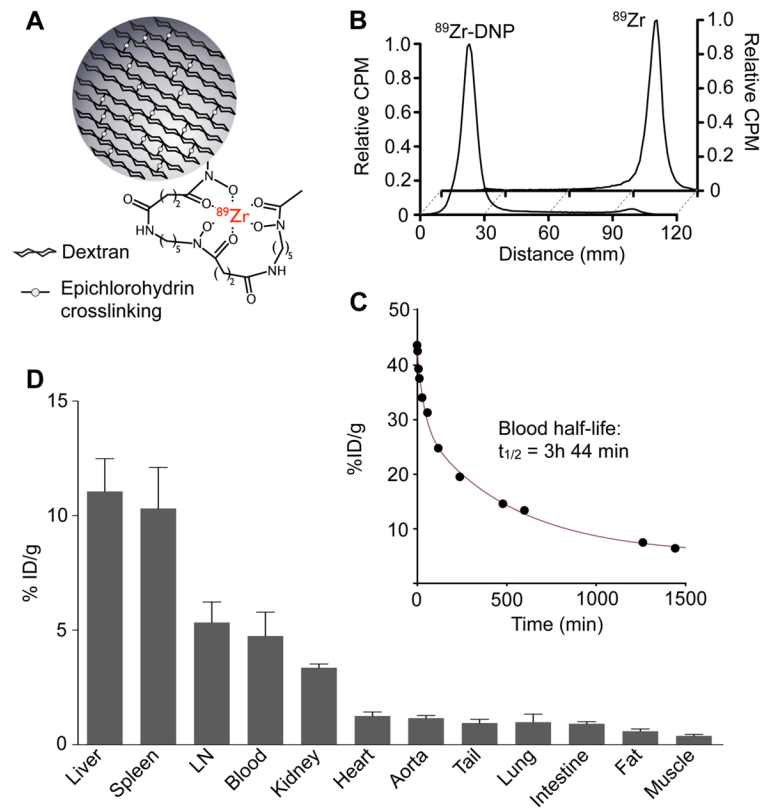 A
N
O
O
O
)₂
⁸⁹Zr
O
O
O
N
NH
( )₅
N
O
( )₅
( )₂
NH
O
Dextran
Epichlorohydrin
crosslinking
B
⁸⁹Zr-DNP
⁸⁹Zr
Relative CPM
1.0
0.8
0.6
0.4
0.2
0
1.0
0.8
0.6
0.4
0.2
0
Relative CPM
0 30 60 90 120
Distance (mm)
C
%ID/g
50
40
30
20
10
Blood half-life:
t1/2 = 3h 44 min
0 500 1000 1500
Time (min)
D
% ID/g
15
10
5
0
Liver
Spleen
LN
Blood
Kidney
Heart
Aorta
Tail
Lung
Intestine
Fat
Muscle